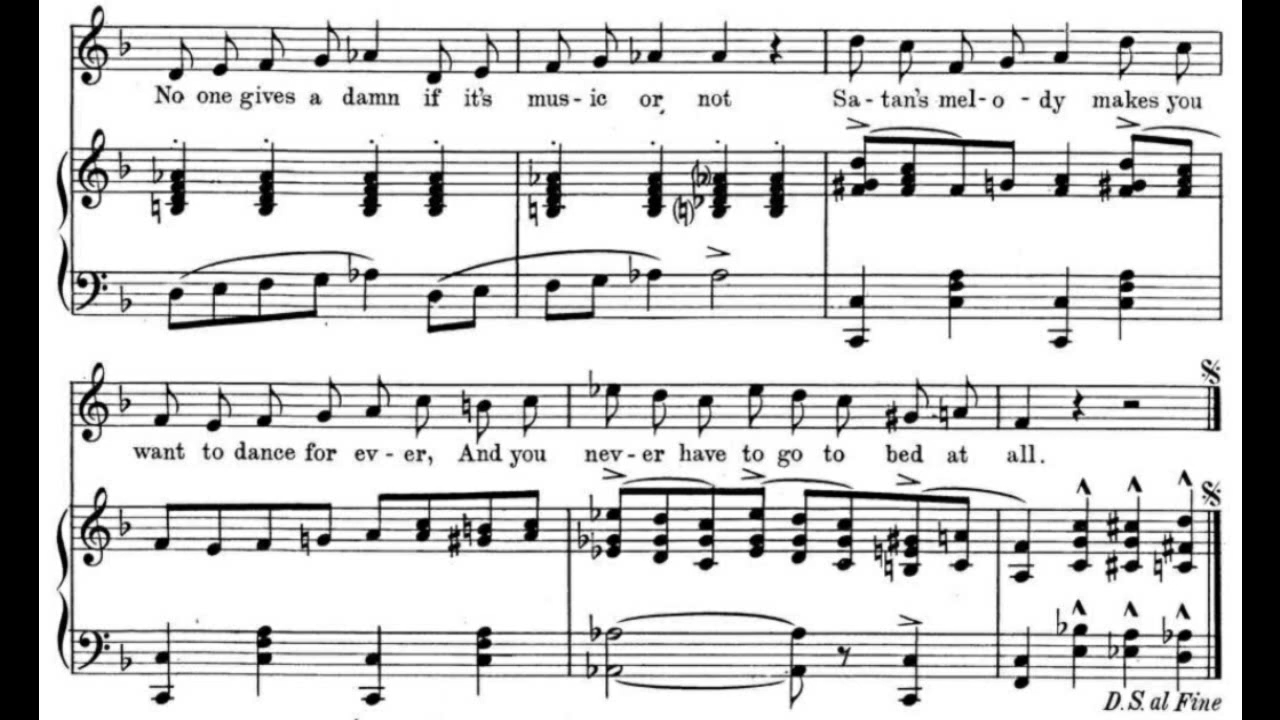 No one gives a damn if it's mus-ic or not Sa-tan's mel-o-dy makes you
want to dance for ev-er, And you nev-er have to go to bed at all.
D.S. al Fine